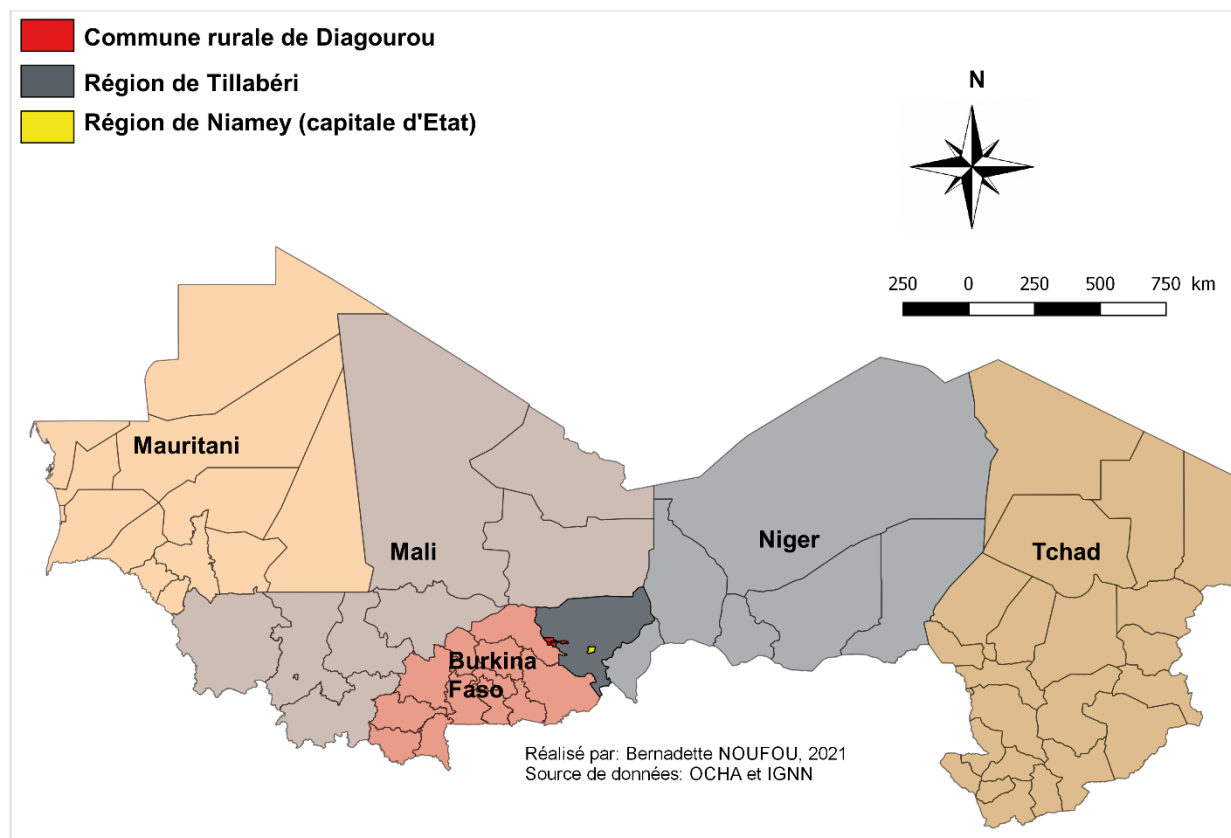 Commune rurale de Diagourou
Région de Tillabéri
Région de Niamey (capitale d'Etat)
N
250 0 250 500 750 km
Mauritani
Mali
Niger
Tchad
Burkina
Faso
Réalisé par: Bernadette NOUFOU, 2021
Source de données: OCHA et IGNN